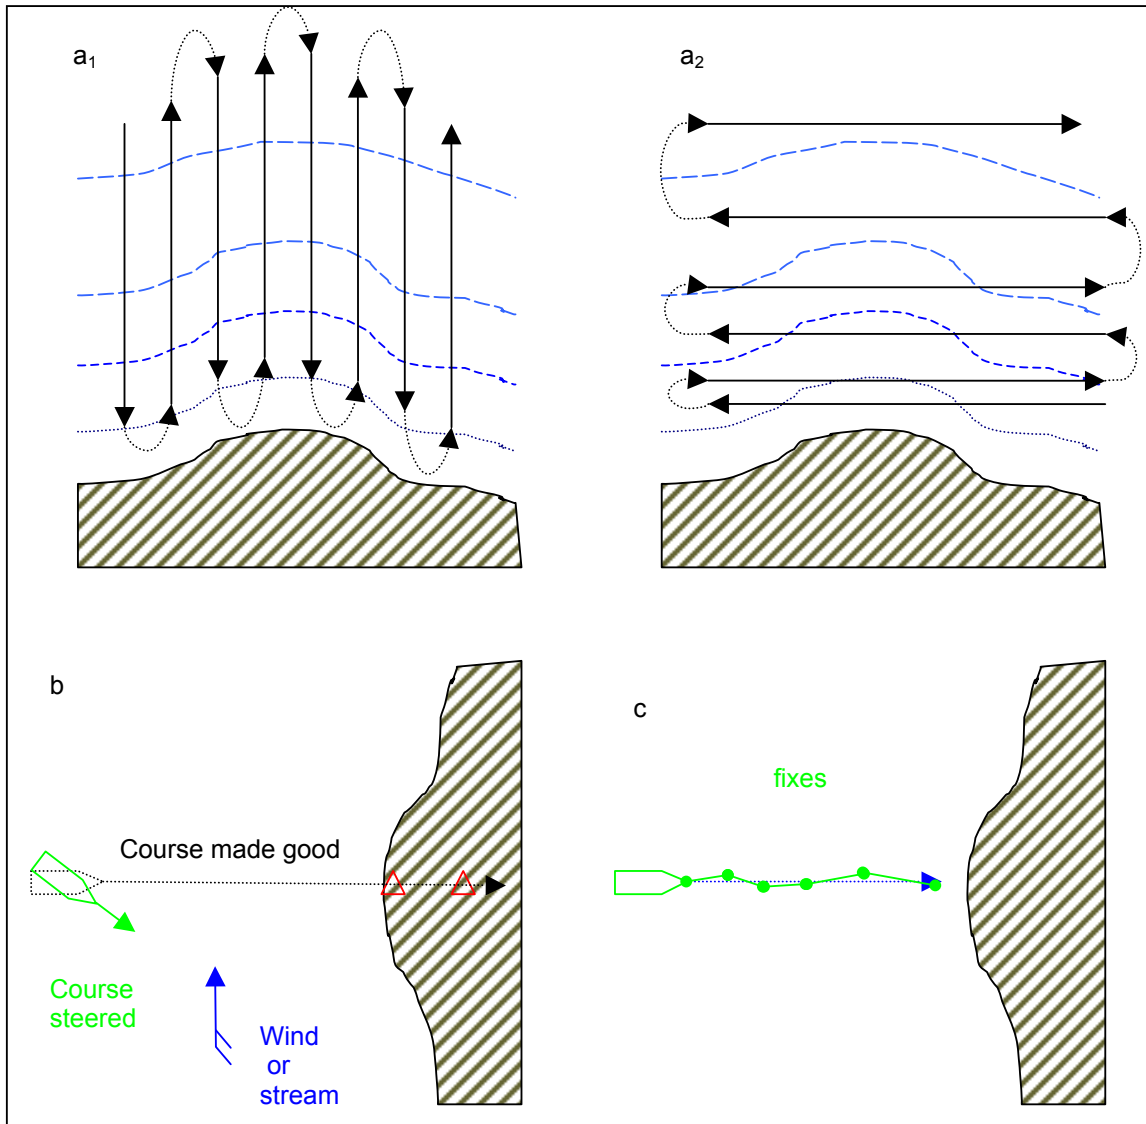 a₁
a₂
b
Course made good
Course
steered
Wind
or
stream
c
fixes